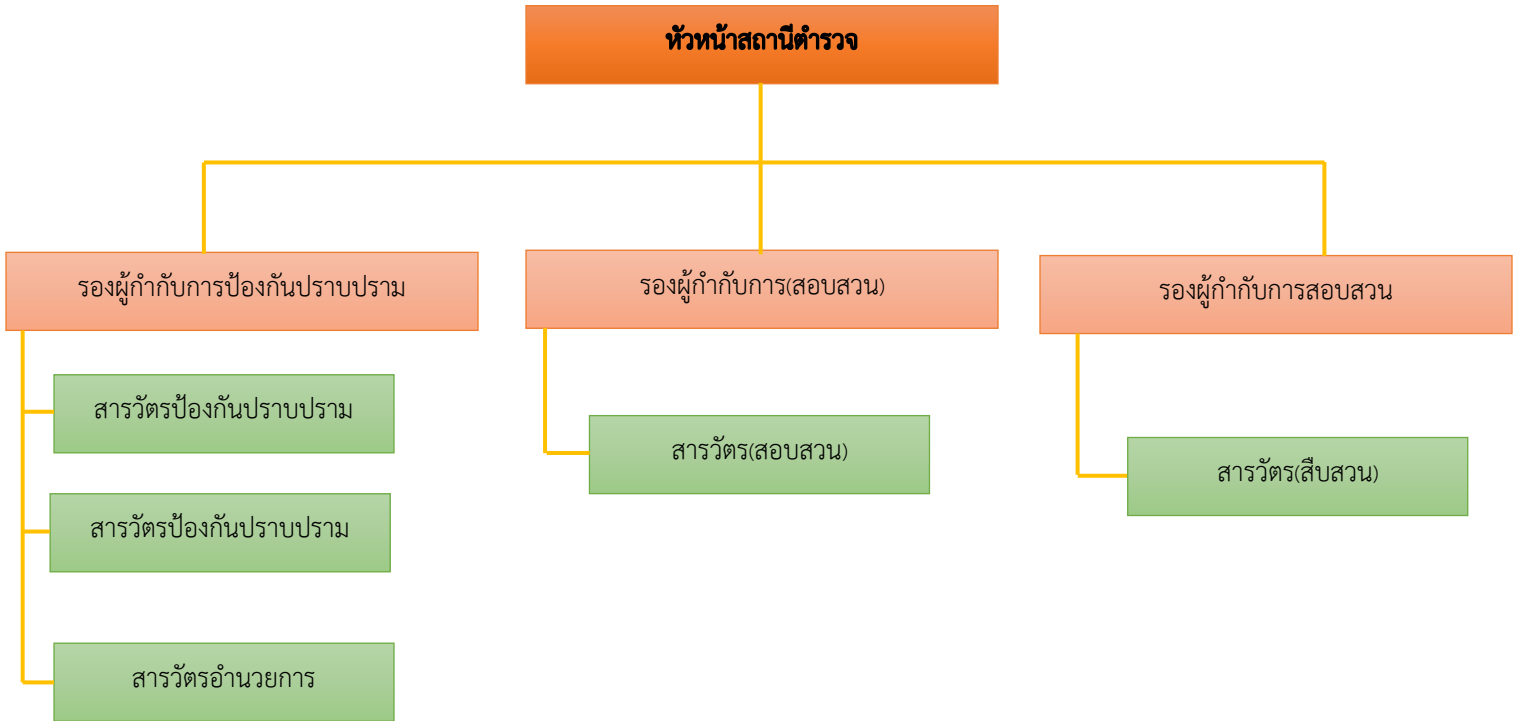 หัวหน้าสถานีตำรวจ
รองผู้กำกับการป้องกันปราบปราม
รองผู้กำกับการ(สอบสวน)
รองผู้กำกับการสอบสวน
สารวัตรป้องกันปราบปราม
สารวัตรป้องกันปราบปราม
สารวัตรอำนวยการ
สารวัตร(สอบสวน)
สารวัตร(สืบสวน)